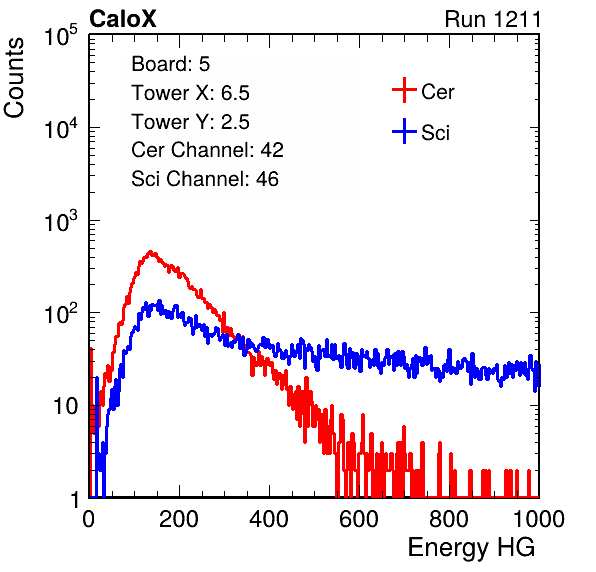 CaloX Run 1211
Counts
Board: 5
Tower X: 6.5
Tower Y: 2.5
Cer Channel: 42
Sci Channel: 46
Cer
Sci
10^5
10^4
10^3
10^2
10
1
0 200 400 600 800 1000
Energy HG